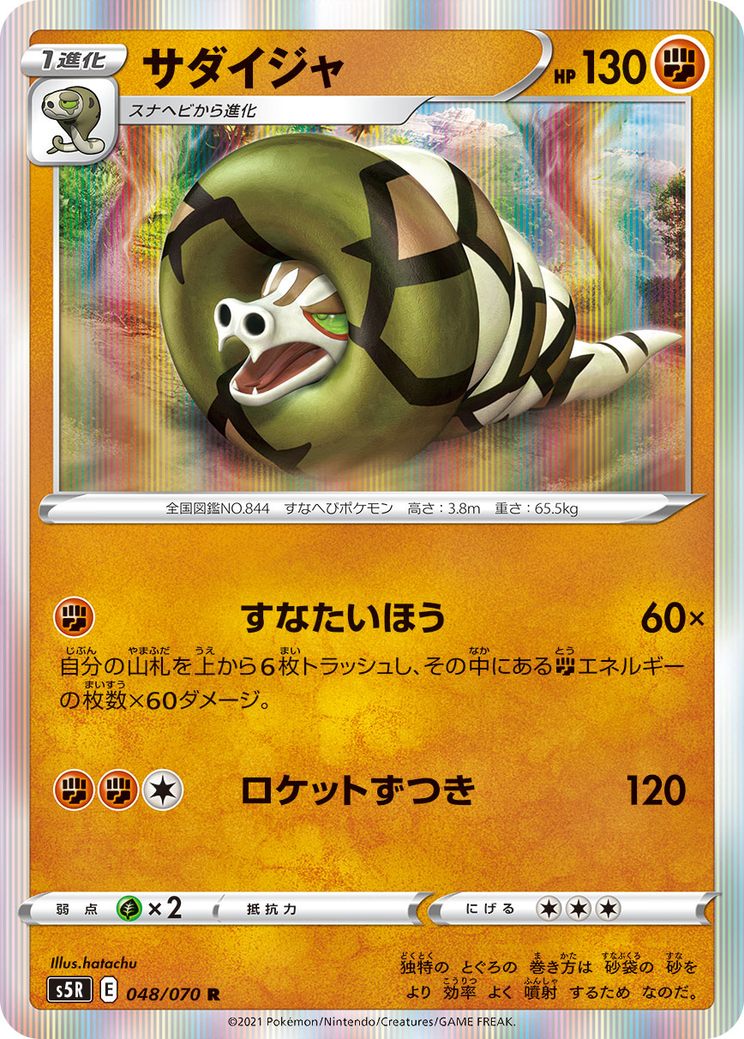 1進化
サダイジャ
HP 130
スナヘビから進化
全国図鑑NO.844 すなへびポケモン 高さ:3.8m 重さ:65.5kg
すなたいほう 60×
自分の山札を上から6枚トラッシュし、その中にあるエネルギー
の枚数×60ダメージ。
ロケットずつき 120
弱点 ×2 抵抗力 にげる
Illus.hatachu
独特の とぐろの 巻き方は 砂袋の 砂を
より 効率 よく 噴射 するため なのだ。
s5R E 048/070 R
©2021 Pokémon/Nintendo/Creatures/GAME FREAK.